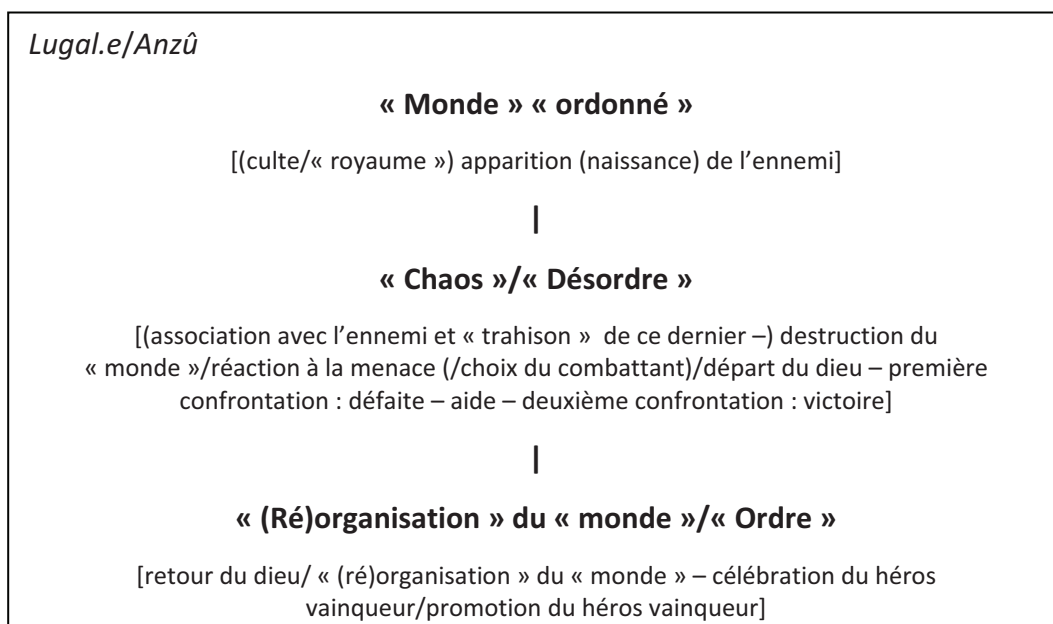 Lugal.e/Anzû
« Monde » « ordonné »
[(culte/« royaume ») apparition (naissance) de l’ennemi]
|
« Chaos »/« Désordre »
[(association avec l’ennemi et « trahison » de ce dernier –) destruction du
« monde »/réaction à la menace (/choix du combattant)/départ du dieu – première
confrontation : défaite – aide – deuxième confrontation : victoire]
|
« (Ré)organisation » du « monde »/« Ordre »
[retour du dieu/ « (ré)organisation » du « monde » – célébration du héros
vainqueur/promotion du héros vainqueur]